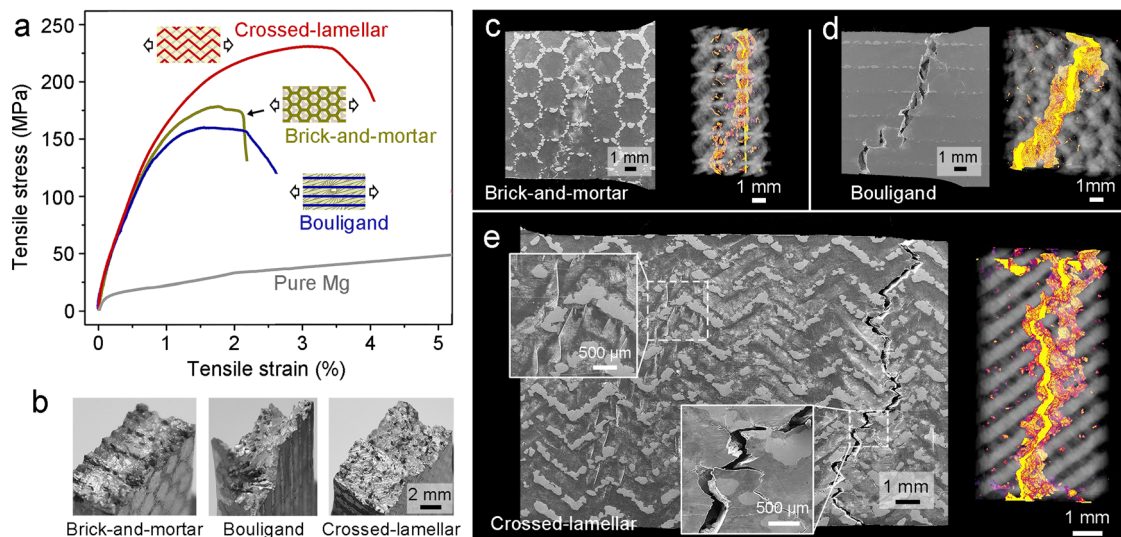 a
250
200
150
100
50
0
Tensile stress (MPa)
Crossed-lamellar
Brick-and-mortar
Bouligand
Pure Mg
0 1 2 3 4 5
Tensile strain (%)
b
2 mm
Brick-and-mortar Bouligand Crossed-lamellar
c
1 mm
Brick-and-mortar
1 mm
d
1 mm
Bouligand
1mm
e
500 µm
500 µm
1 mm
Crossed-lamellar
1 mm